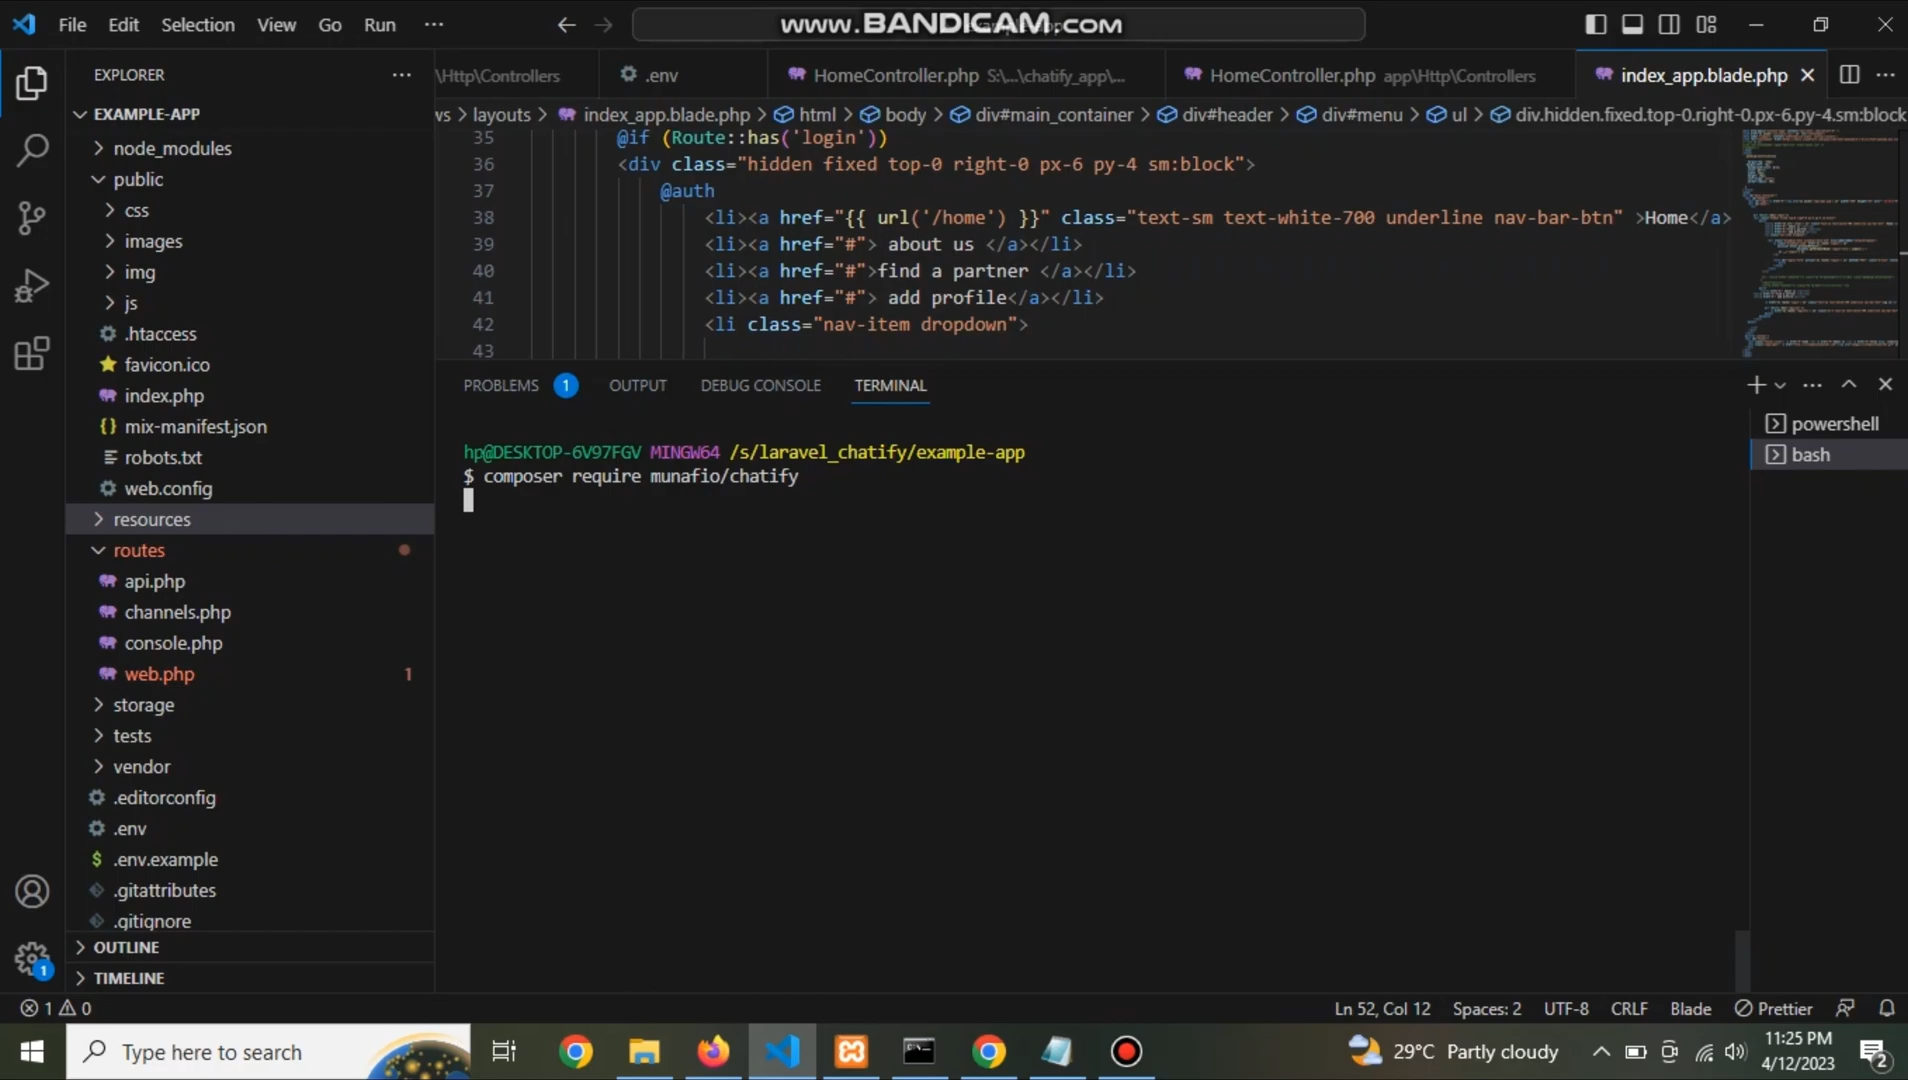 File Edit Selection View Go Run ···
www.BANDICAM.com
EXPLORER ···
\Http\Controllers
.env
HomeController.php S:\...\chatify_app\...
HomeController.php app\Http\Controllers
index_app.blade.php
EXAMPLE-APP
node_modules
public
css
images
img
js
.htaccess
favicon.ico
index.php
{} mix-manifest.json
robots.txt
web.config
resources
routes
api.php
channels.php
console.php
web.php 1
storage
tests
vendor
.editorconfig
.env
$ .env.example
.gitattributes
.gitignore
OUTLINE
TIMELINE
ws > layouts > index_app.blade.php > html > body > div#main_container > div#header > div#menu > ul > div.hidden.fixed.top-0.right-0.px-6.py-4.sm:block
35 @if (Route::has('login'))
36 <div class="hidden fixed top-0 right-0 px-6 py-4 sm:block">
37 @auth
38 <li><a href="{{ url('/home') }}" class="text-sm text-white-700 underline nav-bar-btn" >Home</a>
39 <li><a href="#"> about us </a></li>
40 <li><a href="#">find a partner </a></li>
41 <li><a href="#"> add profile</a></li>
42 <li class="nav-item dropdown">
43
PROBLEMS 1 OUTPUT DEBUG CONSOLE TERMINAL
hp@DESKTOP-6V97FGV MINGW64 /s/laravel_chatify/example-app
$ composer require munafio/chatify
powershell
bash
1
1 0
Ln 52, Col 12 Spaces: 2 UTF-8 CRLF Blade Prettier
Type here to search
29°C Partly cloudy
11:25 PM
4/12/2023
2